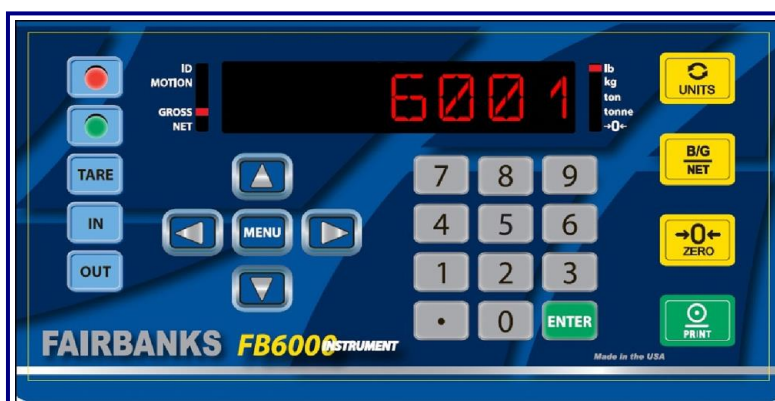 ID
MOTION
GROSS
NET
6001
lb
kg
ton
tonne
→0←
UNITS
B/G
NET
→0←
ZERO
PRINT
TARE
IN
OUT
MENU
7 8 9
4 5 6
1 2 3
. 0 ENTER
FAIRBANKS FB6000 INSTRUMENT
Made in the USA